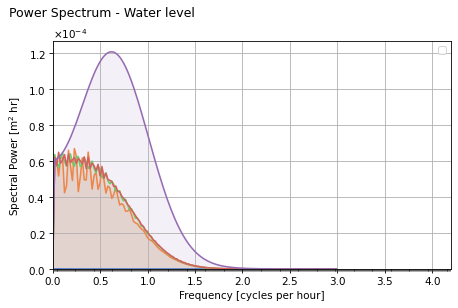 Power Spectrum - Water level
×10⁻⁴
1.2
1.0
0.8
0.6
0.4
0.2
0.0
Spectral Power [m² hr]
0.0 0.5 1.0 1.5 2.0 2.5 3.0 3.5 4.0
Frequency [cycles per hour]